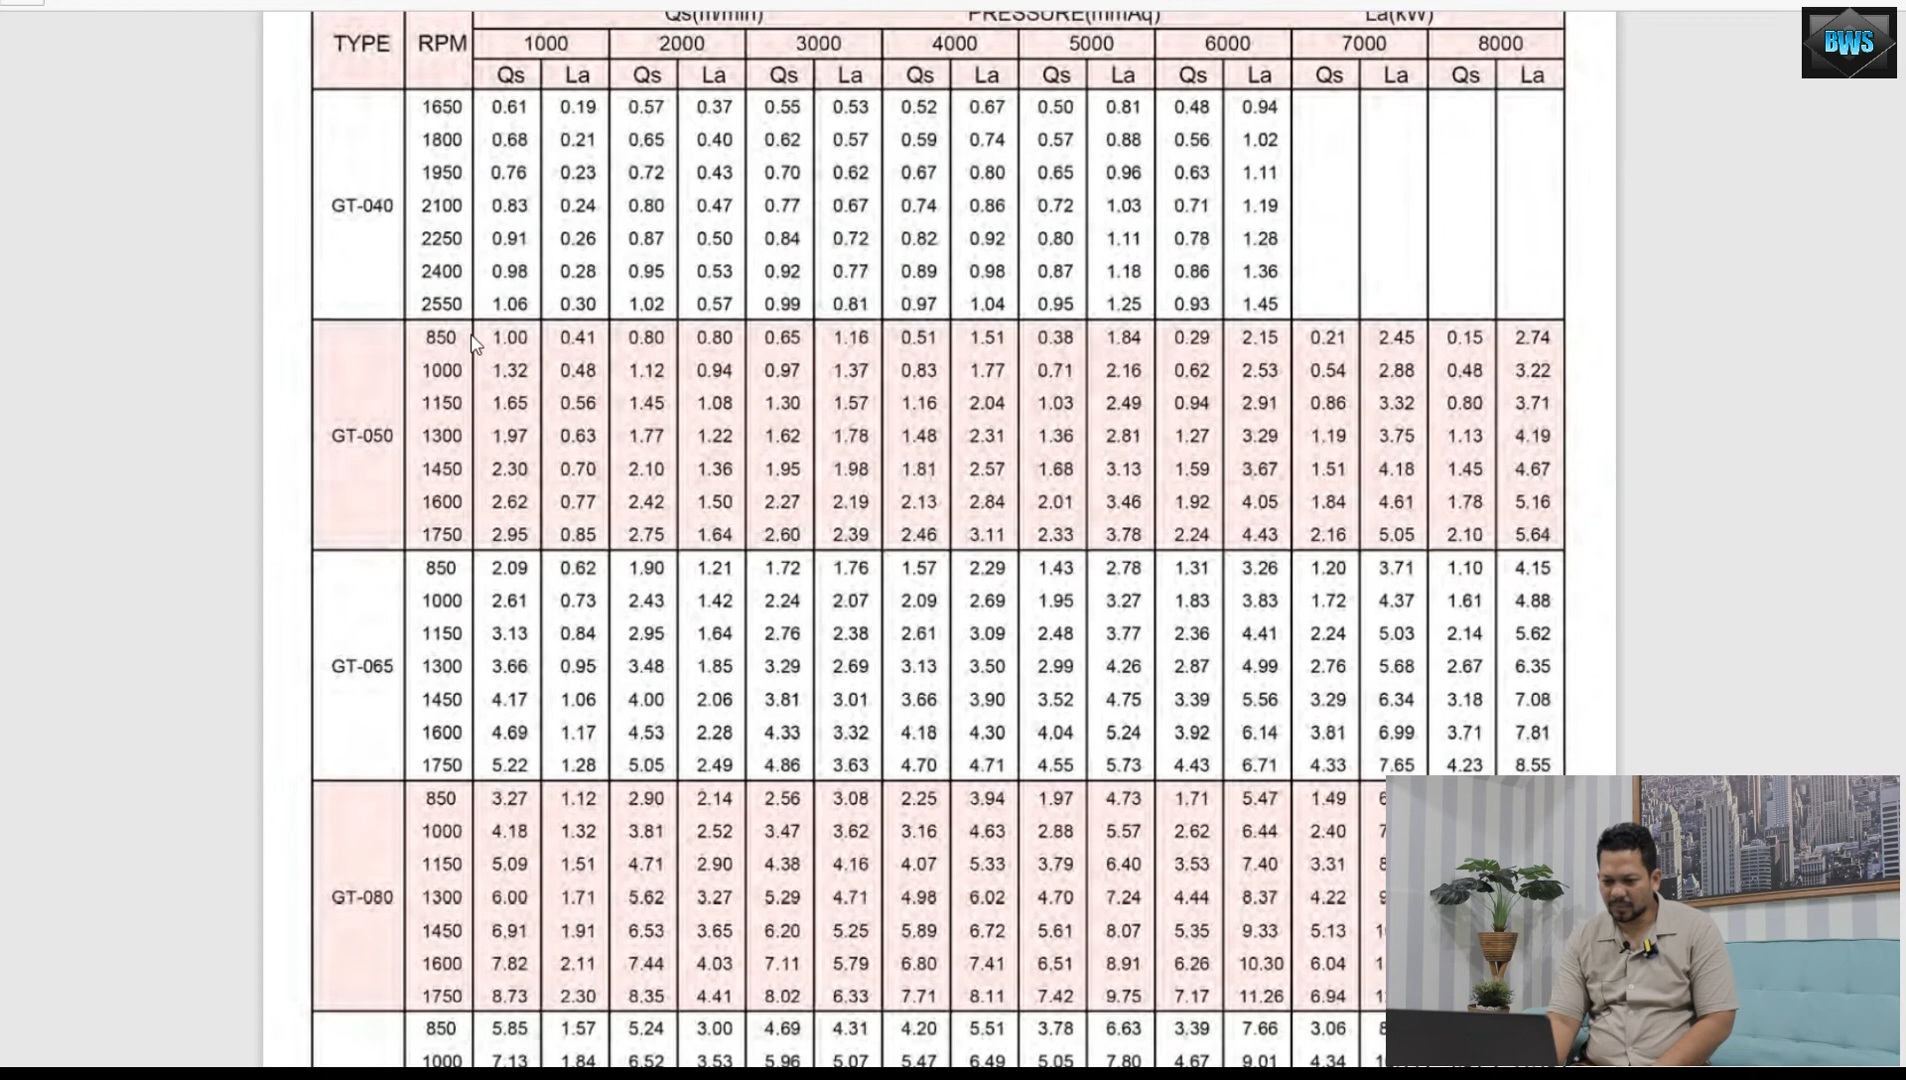 Qs(m³/min) PRESSURE(mmAq) La(kW)
TYPE RPM 1000 2000 3000 4000 5000 6000 7000 8000
Qs La Qs La Qs La Qs La Qs La Qs La Qs La Qs La
1650 0.61 0.19 0.57 0.37 0.55 0.53 0.52 0.67 0.50 0.81 0.48 0.94
1800 0.68 0.21 0.65 0.40 0.62 0.57 0.59 0.74 0.57 0.88 0.56 1.02
1950 0.76 0.23 0.72 0.43 0.70 0.62 0.67 0.80 0.65 0.96 0.63 1.11
GT-040 2100 0.83 0.24 0.80 0.47 0.77 0.67 0.74 0.86 0.72 1.03 0.71 1.19
2250 0.91 0.26 0.87 0.50 0.84 0.72 0.82 0.92 0.80 1.11 0.78 1.28
2400 0.98 0.28 0.95 0.53 0.92 0.77 0.89 0.98 0.87 1.18 0.86 1.36
2550 1.06 0.30 1.02 0.57 0.99 0.81 0.97 1.04 0.95 1.25 0.93 1.45
850 1.00 0.41 0.80 0.80 0.65 1.16 0.51 1.51 0.38 1.84 0.29 2.15 0.21 2.45 0.15 2.74
1000 1.32 0.48 1.12 0.94 0.97 1.37 0.83 1.77 0.71 2.16 0.62 2.53 0.54 2.88 0.48 3.22
1150 1.65 0.56 1.45 1.08 1.30 1.57 1.16 2.04 1.03 2.49 0.94 2.91 0.86 3.32 0.80 3.71
GT-050 1300 1.97 0.63 1.77 1.22 1.62 1.78 1.48 2.31 1.36 2.81 1.27 3.29 1.19 3.75 1.13 4.19
1450 2.30 0.70 2.10 1.36 1.95 1.98 1.81 2.57 1.68 3.13 1.59 3.67 1.51 4.18 1.45 4.67
1600 2.62 0.77 2.42 1.50 2.27 2.19 2.13 2.84 2.01 3.46 1.92 4.05 1.84 4.61 1.78 5.16
1750 2.95 0.85 2.75 1.64 2.60 2.39 2.46 3.11 2.33 3.78 2.24 4.43 2.16 5.05 2.10 5.64
850 2.09 0.62 1.90 1.21 1.72 1.76 1.57 2.29 1.43 2.78 1.31 3.26 1.20 3.71 1.10 4.15
1000 2.61 0.73 2.43 1.42 2.24 2.07 2.09 2.69 1.95 3.27 1.83 3.83 1.72 4.37 1.61 4.88
1150 3.13 0.84 2.95 1.64 2.76 2.38 2.61 3.09 2.48 3.77 2.36 4.41 2.24 5.03 2.14 5.62
GT-065 1300 3.66 0.95 3.48 1.85 3.29 2.69 3.13 3.50 2.99 4.26 2.87 4.99 2.76 5.68 2.67 6.35
1450 4.17 1.06 4.00 2.06 3.81 3.01 3.66 3.90 3.52 4.75 3.39 5.56 3.29 6.34 3.18 7.08
1600 4.69 1.17 4.53 2.28 4.33 3.32 4.18 4.30 4.04 5.24 3.92 6.14 3.81 6.99 3.71 7.81
1750 5.22 1.28 5.05 2.49 4.86 3.63 4.70 4.71 4.55 5.73 4.43 6.71 4.33 7.65 4.23 8.55
850 3.27 1.12 2.90 2.14 2.56 3.08 2.25 3.94 1.97 4.73 1.71 5.47 1.49
1000 4.18 1.32 3.81 2.52 3.47 3.62 3.16 4.63 2.88 5.57 2.62 6.44 2.40
1150 5.09 1.51 4.71 2.90 4.38 4.16 4.07 5.33 3.79 6.40 3.53 7.40 3.31
GT-080 1300 6.00 1.71 5.62 3.27 5.29 4.71 4.98 6.02 4.70 7.24 4.44 8.37 4.22
1450 6.91 1.91 6.53 3.65 6.20 5.25 5.89 6.72 5.61 8.07 5.35 9.33 5.13
1600 7.82 2.11 7.44 4.03 7.11 5.79 6.80 7.41 6.51 8.91 6.26 10.30 6.04
1750 8.73 2.30 8.35 4.41 8.02 6.33 7.71 8.11 7.42 9.75 7.17 11.26 6.94
850 5.85 1.57 5.24 3.00 4.69 4.31 4.20 5.51 3.78 6.63 3.39 7.66 3.06
1000 7.13 1.84 6.52 3.53 5.96 5.07 5.47 6.49 5.05 7.80 4.67 9.01 4.34
BWS